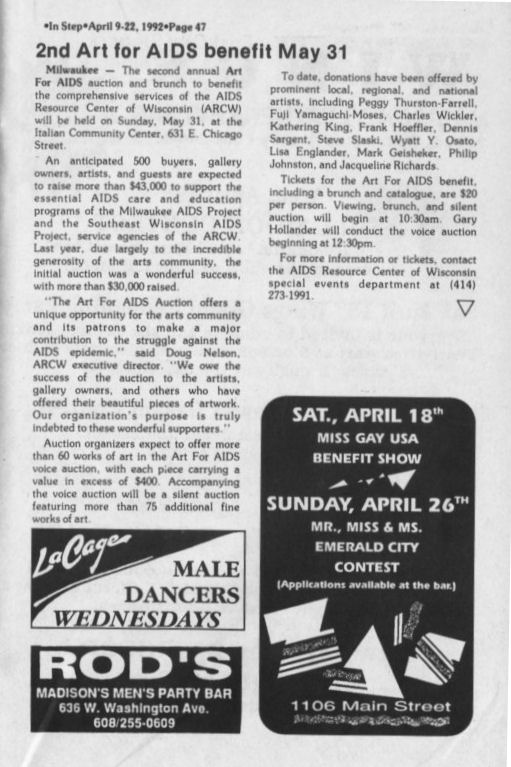 •In Step•April 9-22, 1992•Page 47
2nd Art for AIDS benefit May 31
Milwaukee — The second annual Art
For AIDS auction and brunch to benefit
the comprehensive services of the AIDS
Resource Center of Wisconsin (ARCW)
will be held on Sunday, May 31, at the
Italian Community Center, 631 E. Chicago
Street.
An anticipated 500 buyers, gallery
owners, artists, and guests are expected
to raise more than $43,000 to support the
essential AIDS care and education
programs of the Milwaukee AIDS Project
and the Southeast Wisconsin AIDS
Project, service agencies of the ARCW.
Last year, due largely to the incredible
generosity of the arts community, the
initial auction was a wonderful success,
with more than $30,000 raised.
"The Art For AIDS Auction offers a
unique opportunity for the arts community
and its patrons to make a major
contribution to the struggle against the
AIDS epidemic," said Doug Nelson,
ARCW executive director. "We owe the
success of the auction to the artists,
gallery owners, and others who have
offered their beautiful pieces of artwork.
Our organization's purpose is truly
indebted to these wonderful supporters."
Auction organizers expect to offer more
than 60 works of art in the Art For AIDS
voice auction, with each piece carrying a
value in excess of $400. Accompanying
the voice auction will be a silent auction
featuring more than 75 additional fine
works of art.
To date, donations have been offered by
prominent local, regional, and national
artists, including Peggy Thurston-Farrell,
Fuji Yamaguchi-Moses, Charles Wickler,
Kathering King, Frank Hoeffler, Dennis
Sargent, Steve Slaski, Wyatt Y. Osato,
Lisa Englander, Mark Geisheker, Philip
Johnston, and Jacqueline Richards.
Tickets for the Art For AIDS benefit,
including a brunch and catalogue, are $20
per person. Viewing, brunch, and silent
auction will begin at 10:30am. Gary
Hollander will conduct the voice auction
beginning at 12:30pm.
For more information or tickets, contact
the AIDS Resource Center of Wisconsin
special events department at (414)
273-1991.
LaCage
MALE
DANCERS
WEDNESDAYS
ROD'S
MADISON'S MEN'S PARTY BAR
636 W. Washington Ave.
608/255-0609
SAT., APRIL 18th
MISS GAY USA
BENEFIT SHOW
SUNDAY, APRIL 26TH
MR., MISS & MS.
EMERALD CITY
CONTEST
(Applications available at the bar.)
1106 Main Street